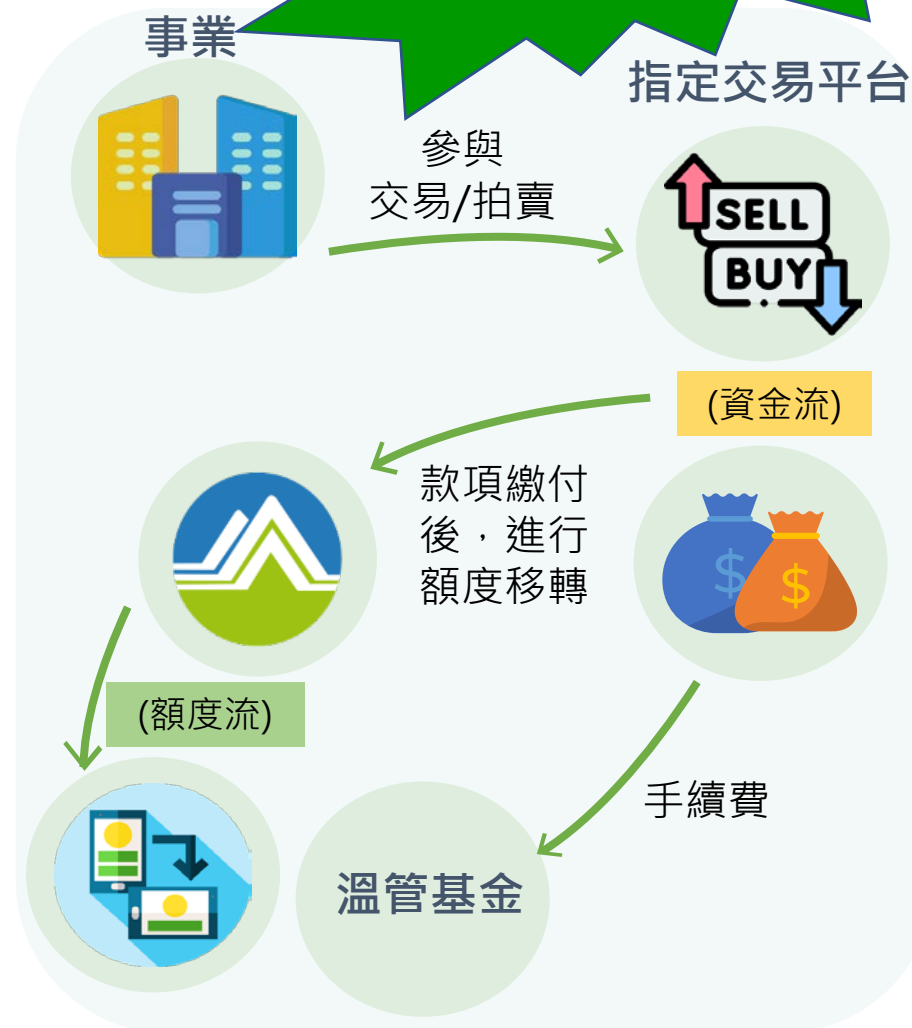 事業
指定交易平台
參與
交易/拍賣
SELL
BUY
(資金流)
款項繳付
後，進行
額度移轉
$
$
(額度流)
手續費
溫管基金